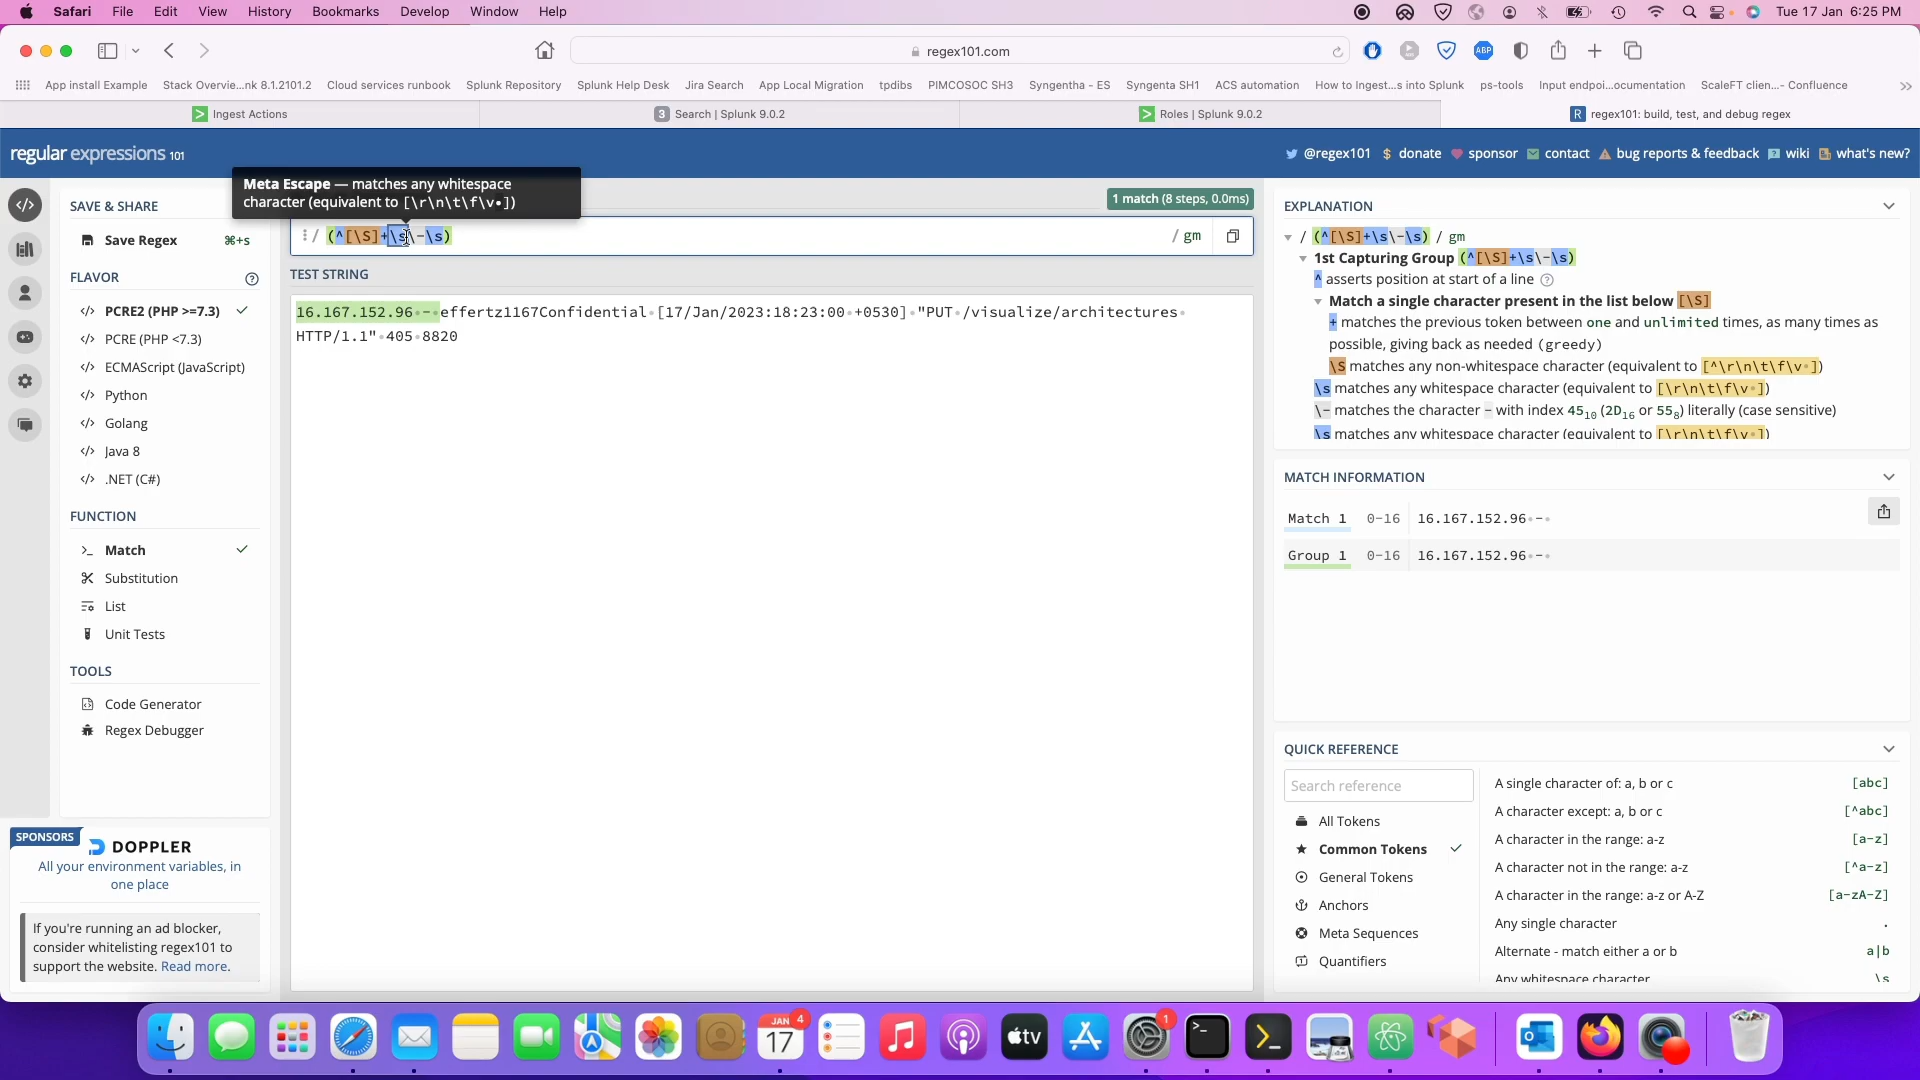 Safari File Edit View History Bookmarks Develop Window Help Tue 17 Jan 6:25 PM
regex101.com
ABP
App install Example Stack Overvie...nk 8.1.2101.2 Cloud services runbook Splunk Repository Splunk Help Desk Jira Search App Local Migration tpdibs PIMCOSOC SH3 Syngentha - ES Syngenta SH1 ACS automation How to Ingest...s into Splunk ps-tools Input endpoi...ocumentation ScaleFT clien...- Confluence
Ingest Actions 3 Search | Splunk 9.0.2 Roles | Splunk 9.0.2 R regex101: build, test, and debug regex
regular expressions 101 @regex101 $ donate sponsor contact bug reports & feedback wiki what's new?
Meta Escape — matches any whitespace
character (equivalent to [\r\n\t\f\v•])
1 match (8 steps, 0.0ms)
/ (^[\S]+\s\-\s) / gm
TEST STRING
16.167.152.96•-•effertz1167Confidential•[17/Jan/2023:18:23:00•+0530]•"PUT•/visualize/architectures•
HTTP/1.1"•405•8820
SAVE & SHARE
Save Regex ⌘+s
FLAVOR
</> PCRE2 (PHP >=7.3)
</> PCRE (PHP <7.3)
</> ECMAScript (JavaScript)
</> Python
</> Golang
</> Java 8
</> .NET (C#)
FUNCTION
Match
Substitution
List
Unit Tests
TOOLS
Code Generator
Regex Debugger
SPONSORS
DOPPLER
All your environment variables, in
one place
If you're running an ad blocker,
consider whitelisting regex101 to
support the website. Read more.
EXPLANATION
/ (^[\S]+\s\-\s) / gm
1st Capturing Group (^[\S]+\s\-\s)
^ asserts position at start of a line
Match a single character present in the list below [\S]
+ matches the previous token between one and unlimited times, as many times as
possible, giving back as needed (greedy)
\S matches any non-whitespace character (equivalent to [^\r\n\t\f\v•])
\s matches any whitespace character (equivalent to [\r\n\t\f\v•])
\- matches the character - with index 45₁₀ (2D₁₆ or 55₈) literally (case sensitive)
\s matches any whitespace character (equivalent to [\r\n\t\f\v•])
MATCH INFORMATION
Match 1 0-16 16.167.152.96•-•
Group 1 0-16 16.167.152.96•-•
QUICK REFERENCE
Search reference
All Tokens
Common Tokens
General Tokens
Anchors
Meta Sequences
Quantifiers
A single character of: a, b or c [abc]
A character except: a, b or c [^abc]
A character in the range: a-z [a-z]
A character not in the range: a-z [^a-z]
A character in the range: a-z or A-Z [a-zA-Z]
Any single character .
Alternate - match either a or b a|b
Any whitespace character \s
JAN 4
17
tv
1